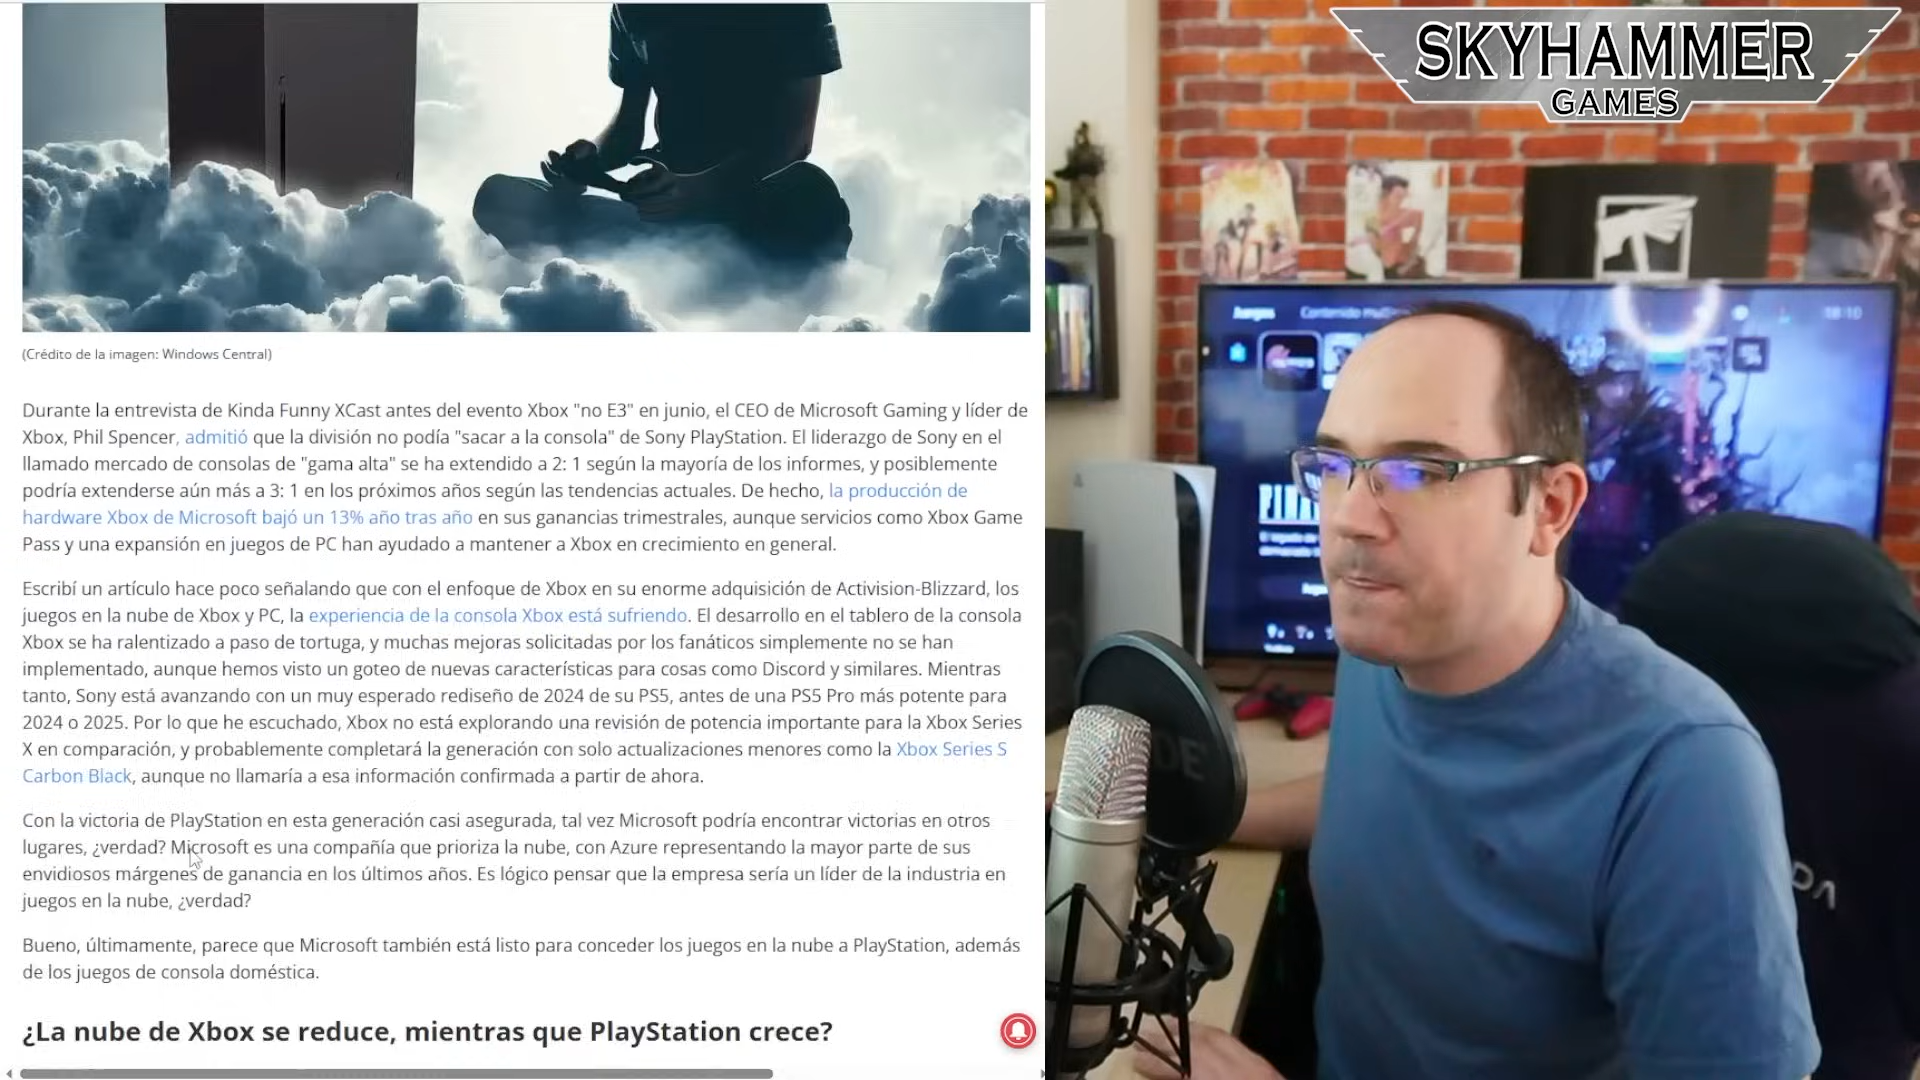 SKYHAMMER
GAMES
(Crédito de la imagen: Windows Central)
Durante la entrevista de Kinda Funny XCast antes del evento Xbox "no E3" en junio, el CEO de Microsoft Gaming y líder de
Xbox, Phil Spencer, admitió que la división no podía "sacar a la consola" de Sony PlayStation. El liderazgo de Sony en el
llamado mercado de consolas de "gama alta" se ha extendido a 2: 1 según la mayoría de los informes, y posiblemente
podría extenderse aún más a 3: 1 en los próximos años según las tendencias actuales. De hecho, la producción de
hardware Xbox de Microsoft bajó un 13% año tras año en sus ganancias trimestrales, aunque servicios como Xbox Game
Pass y una expansión en juegos de PC han ayudado a mantener a Xbox en crecimiento en general.
Escribí un artículo hace poco señalando que con el enfoque de Xbox en su enorme adquisición de Activision-Blizzard, los
juegos en la nube de Xbox y PC, la experiencia de la consola Xbox está sufriendo. El desarrollo en el tablero de la consola
Xbox se ha ralentizado a paso de tortuga, y muchas mejoras solicitadas por los fanáticos simplemente no se han
implementado, aunque hemos visto un goteo de nuevas características para cosas como Discord y similares. Mientras
tanto, Sony está avanzando con un muy esperado rediseño de 2024 de su PS5, antes de una PS5 Pro más potente para
2024 o 2025. Por lo que he escuchado, Xbox no está explorando una revisión de potencia importante para la Xbox Series
X en comparación, y probablemente completará la generación con solo actualizaciones menores como la Xbox Series S
Carbon Black, aunque no llamaría a esa información confirmada a partir de ahora.
Con la victoria de PlayStation en esta generación casi asegurada, tal vez Microsoft podría encontrar victorias en otros
lugares, ¿verdad? Microsoft es una compañía que prioriza la nube, con Azure representando la mayor parte de sus
envidiosos márgenes de ganancia en los últimos años. Es lógico pensar que la empresa sería un líder de la industria en
juegos en la nube, ¿verdad?
Bueno, últimamente, parece que Microsoft también está listo para conceder los juegos en la nube a PlayStation, además
de los juegos de consola doméstica.
¿La nube de Xbox se reduce, mientras que PlayStation crece?
Juegos
18:10